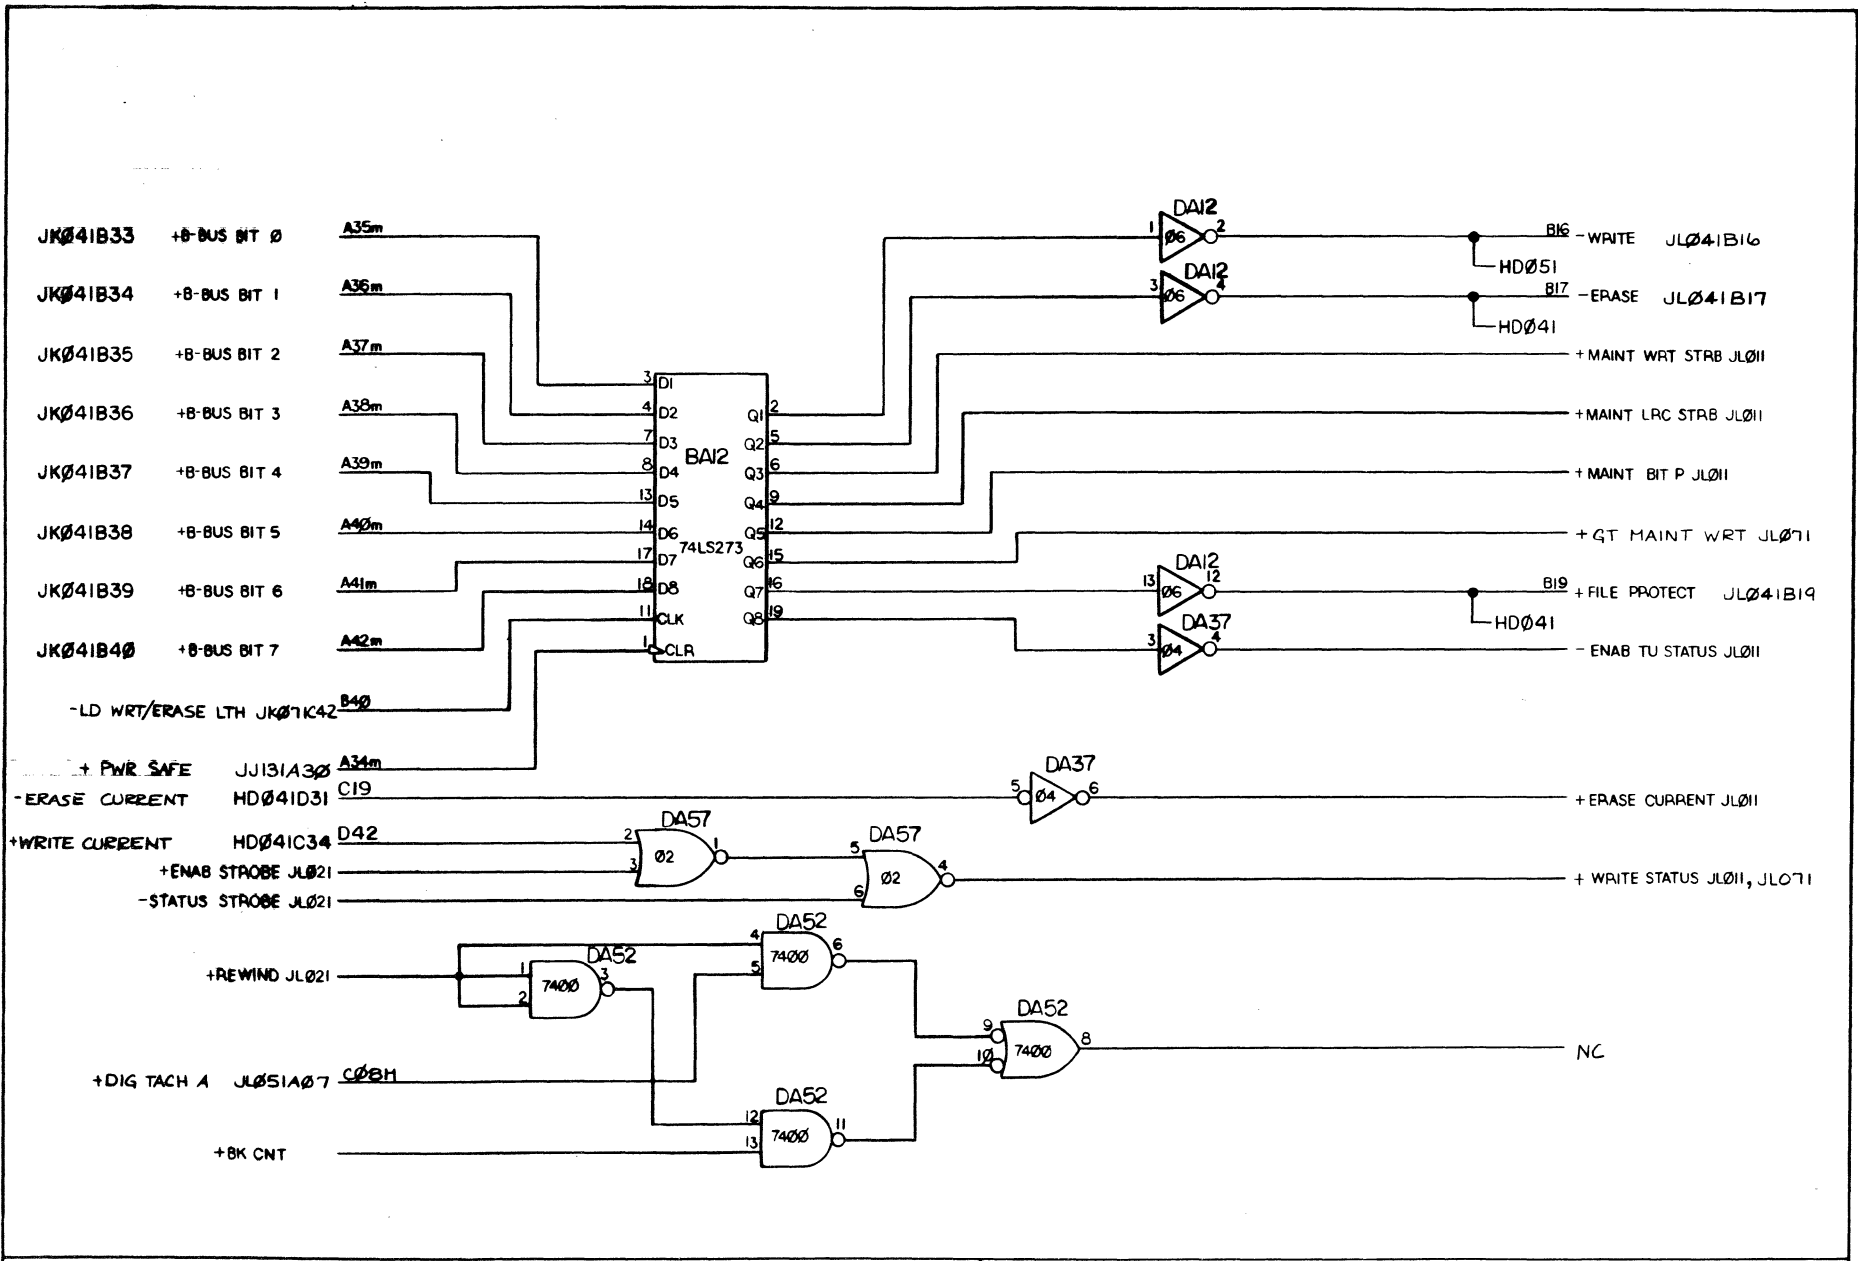 DA12
JKØ41B33 +B-BUS BIT Ø A35m
1 Ø6 2
B16 -WRITE JLØ41B16
HDØ51
DA12
JKØ41B34 +B-BUS BIT 1 A36m
3 Ø6 4
B17 -ERASE JLØ41B17
HDØ41
JKØ41B35 +B-BUS BIT 2 A37m
+MAINT WRT STRB JLØ11
3 D1
JKØ41B36 +B-BUS BIT 3 A38m
4 D2 Q1 2
+MAINT LRC STRB JLØ11
7 D3 Q2 5
BA12
JKØ41B37 +B-BUS BIT 4 A39m
8 D4 Q3 6
+MAINT BIT P JLØ11
13 D5 Q4 9
JKØ41B38 +B-BUS BIT 5 A4Øm
14 D6 Q5 12
+GT MAINT WRT JLØ71
74LS273
17 D7 Q6 15
DA12
JKØ41B39 +B-BUS BIT 6 A41m
18 D8 Q7 16
13 Ø6 12
B19 +FILE PROTECT JLØ41B19
HDØ41
11 CLK Q8 19
DA37
JKØ41B4Ø +B-BUS BIT 7 A42m
1 CLR
3 Ø4 4
-ENAB TU STATUS JLØ11
-LD WRT/ERASE LTH JKØ71C42 B4Ø
+ PWR SAFE JJ131A3Ø A34m
DA37
-ERASE CURRENT HDØ41D31 C19
5 Ø4 6
+ERASE CURRENT JLØ11
DA57
DA57
+WRITE CURRENT HDØ41C34 D42
2 Ø2 1
5
+ENAB STROBE JLØ21
3
Ø2 4
+ WRITE STATUS JLØ11, JLO71
-STATUS STROBE JLØ21
6
DA52
4 6
DA52
7400
5
+REWIND JLØ21
1 3
74ØØ
2
DA52
9
1Ø 74ØØ 8
NC
+DIG TACH A JLØ51AØ7 CØ8H
DA52
12 11
74ØØ
13
+BK CNT